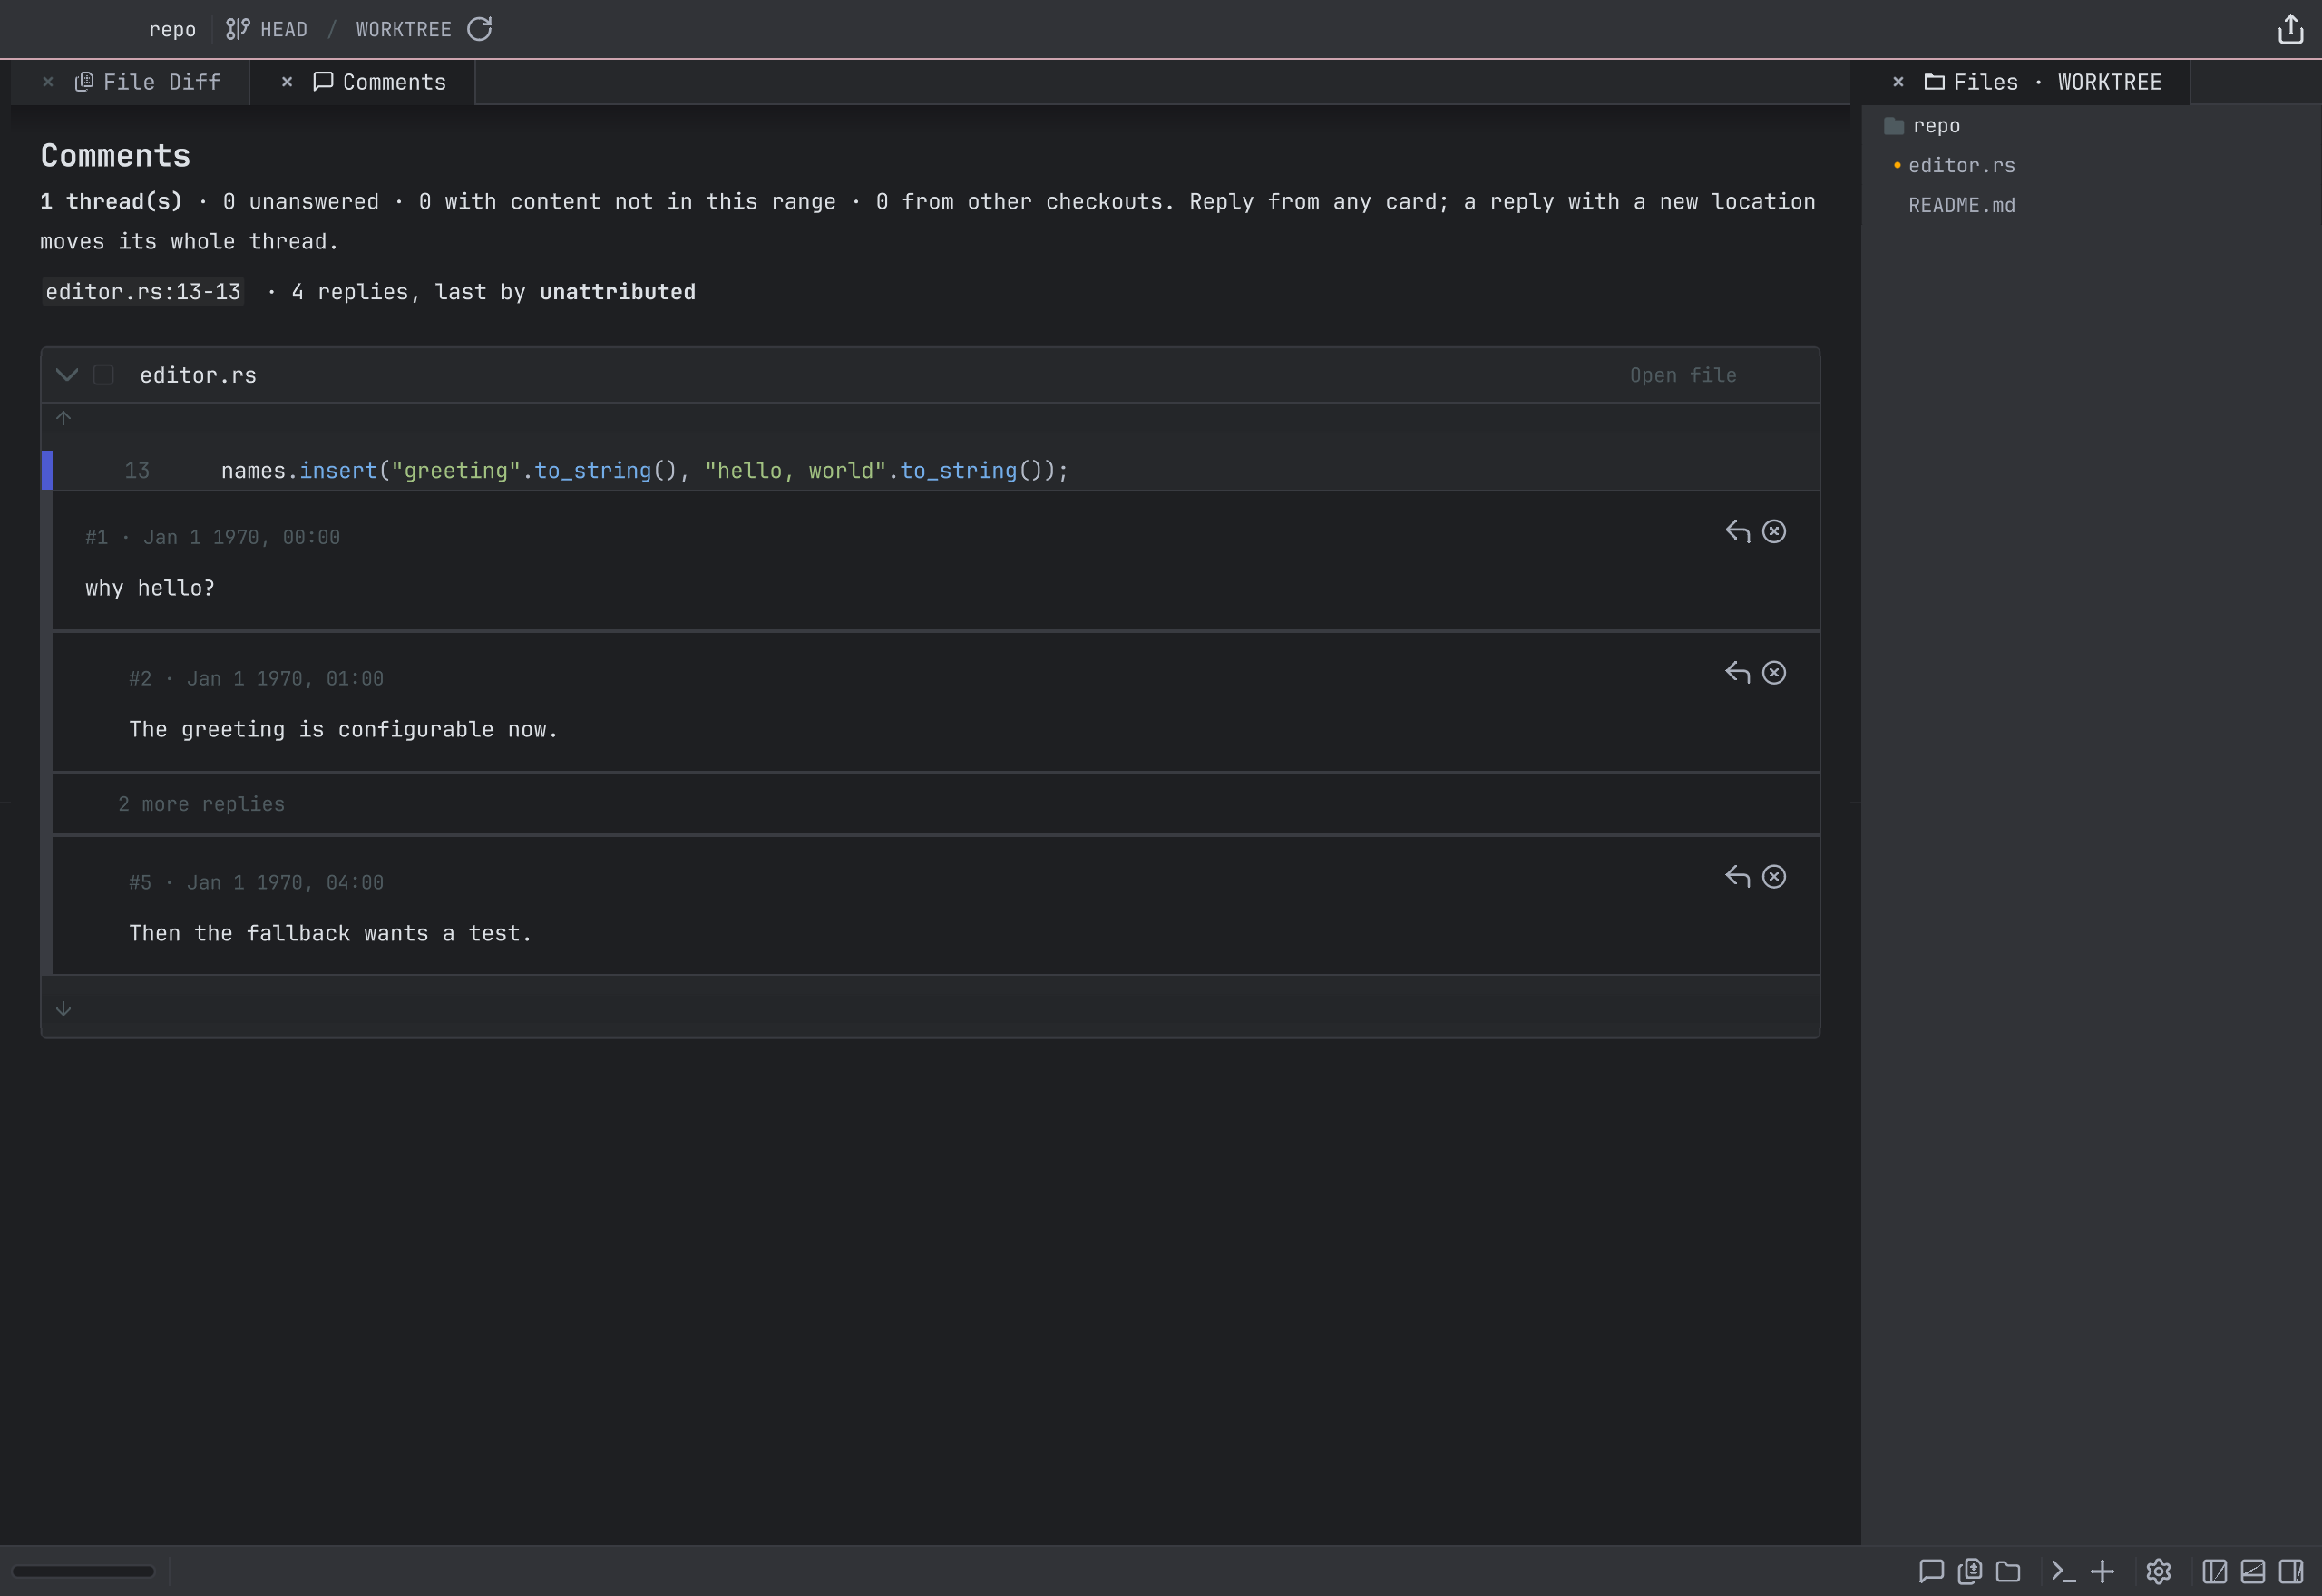 repo HEAD / WORKTREE
× File Diff × Comments
× Files · WORKTREE
repo
editor.rs
README.md
Comments
1 thread(s) · 0 unanswered · 0 with content not in this range · 0 from other checkouts. Reply from any card; a reply with a new location
moves its whole thread.
editor.rs:13-13 · 4 replies, last by unattributed
editor.rs Open file
13 names.insert("greeting".to_string(), "hello, world".to_string());
#1 · Jan 1 1970, 00:00
why hello?
#2 · Jan 1 1970, 01:00
The greeting is configurable now.
2 more replies
#5 · Jan 1 1970, 04:00
Then the fallback wants a test.